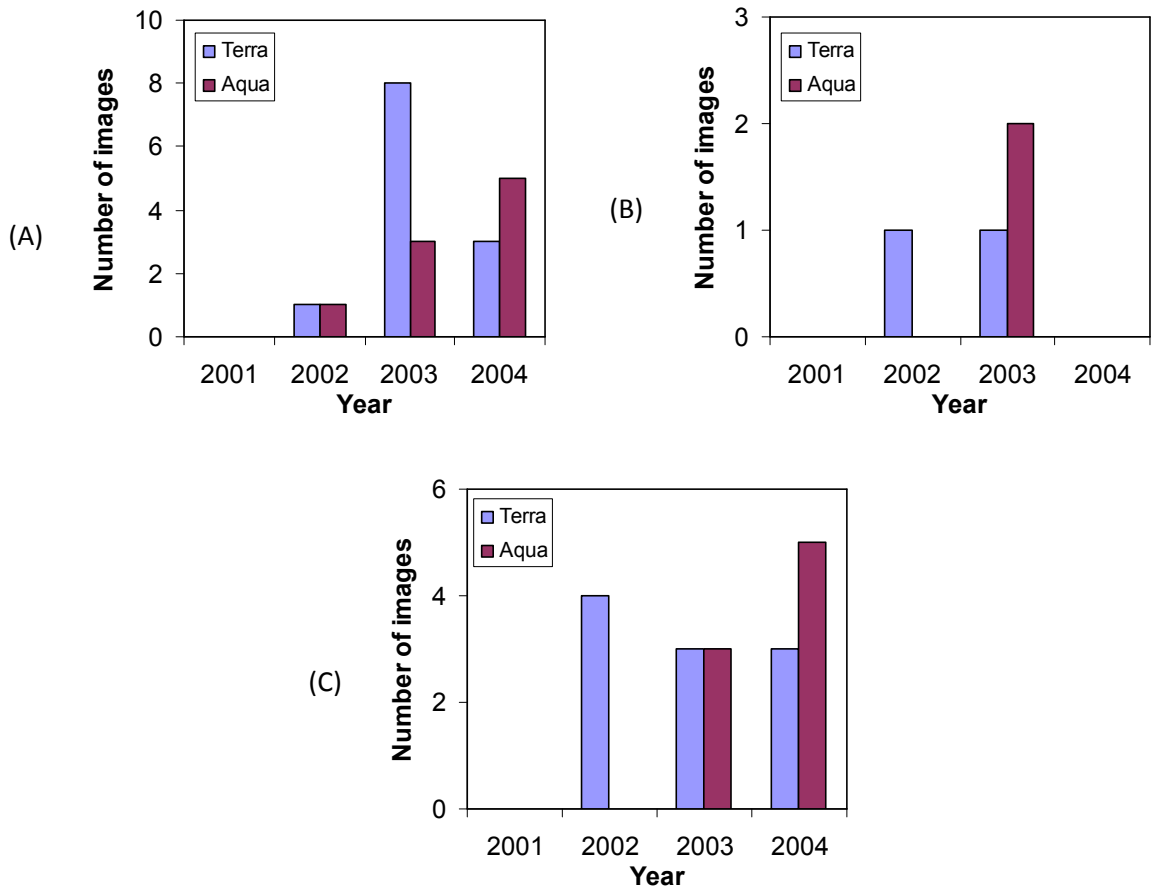 (A)
Number of images
10
8
6
4
2
0
Terra
Aqua
2001 2002 2003 2004
Year
(B)
Number of images
3
2
1
0
Terra
Aqua
2001 2002 2003 2004
Year
(C)
Number of images
6
4
2
0
Terra
Aqua
2001 2002 2003 2004
Year